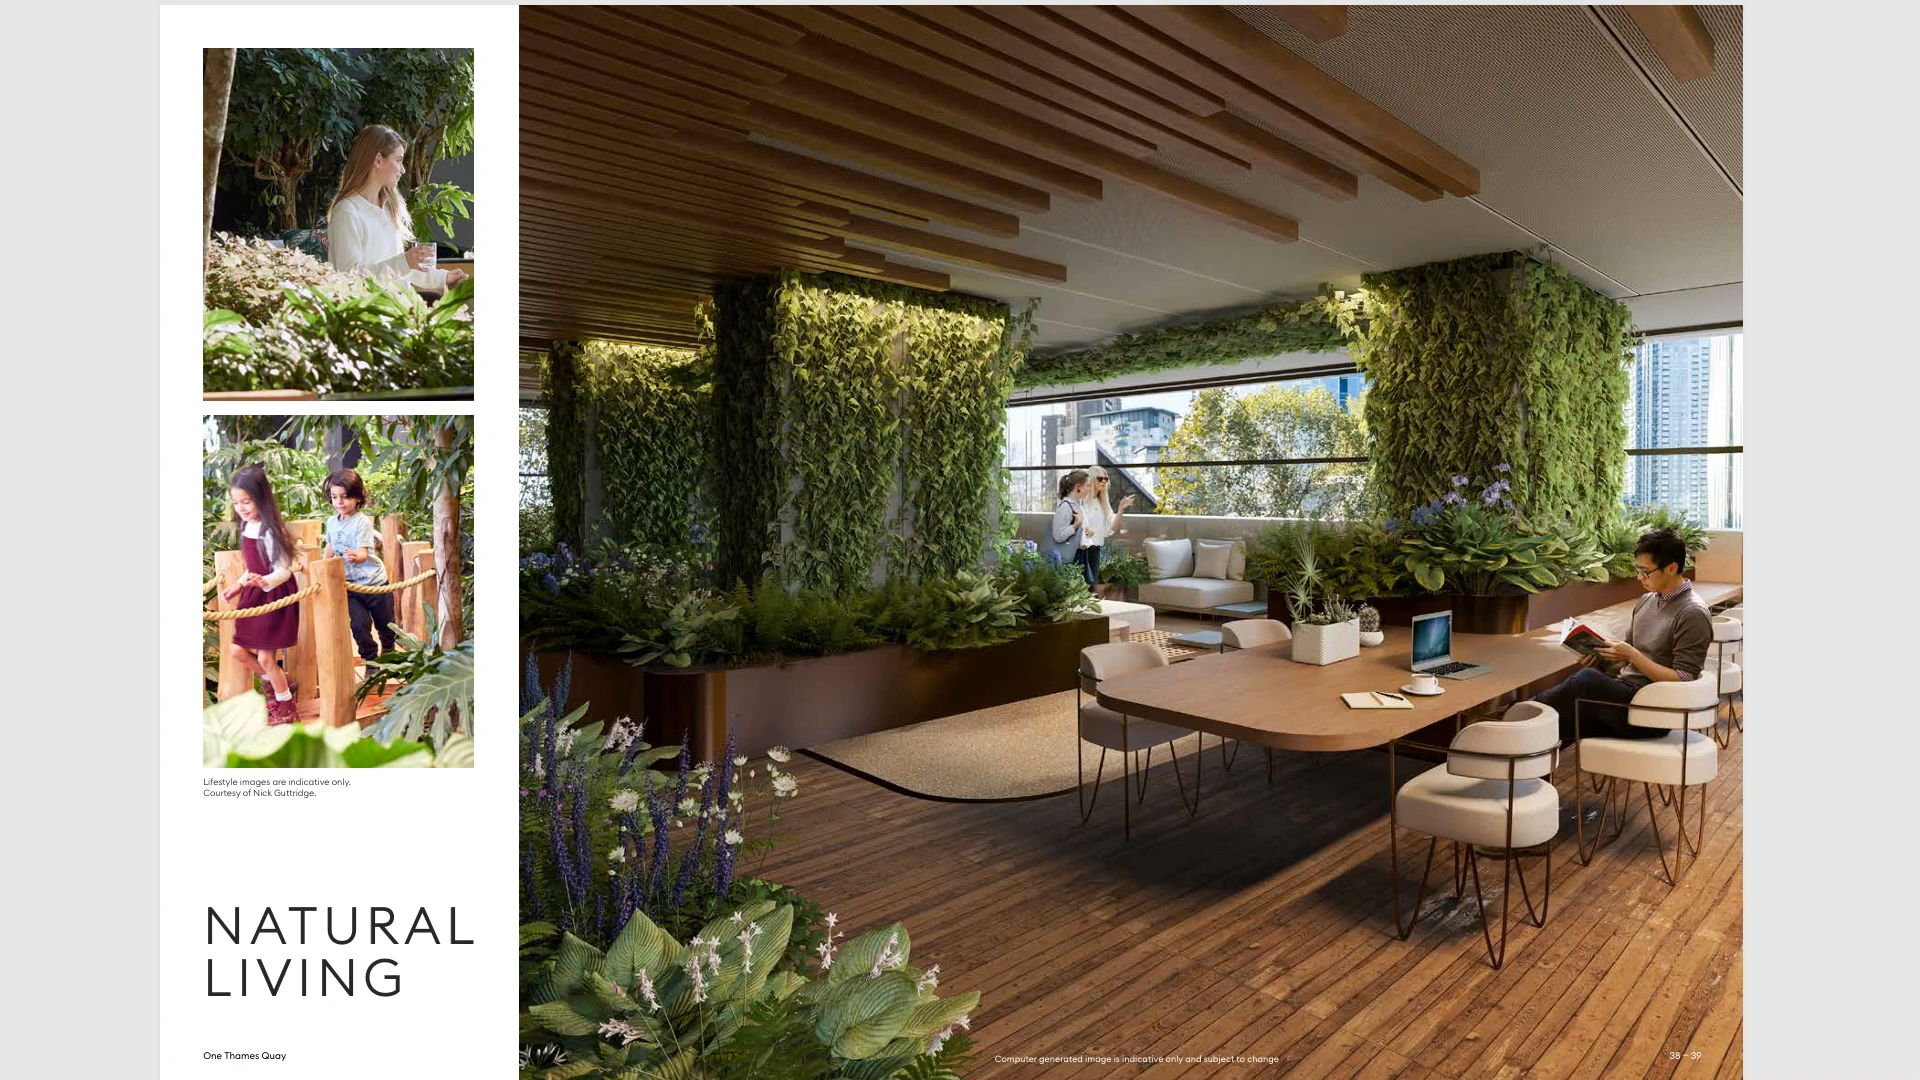 Lifestyle images are indicative only.
Courtesy of Nick Guttridge.
NATURAL
LIVING
One Thames Quay
Computer generated image is indicative only and subject to change
38 – 39